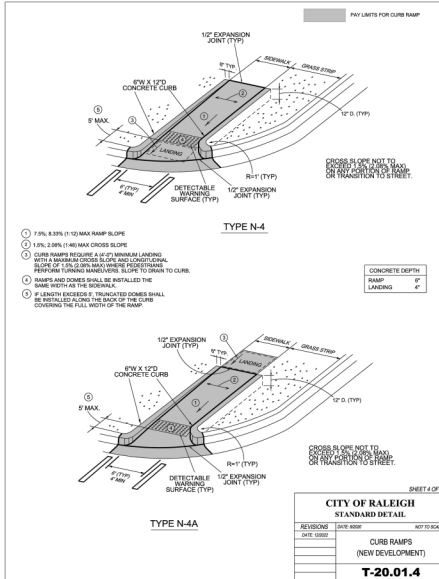 PAY LIMITS FOR CURB RAMP
1/2" EXPANSION
JOINT (TYP)
6" TYP.
SIDEWALK
GRASS STRIP
6"W X 12"D
CONCRETE CURB
5
5' MAX.
3
2
1
4
LANDING
12" D. (TYP)
R=1' (TYP)
6' (TYP)
4' MIN
DETECTABLE
WARNING
SURFACE (TYP)
1/2" EXPANSION
JOINT (TYP)
CROSS SLOPE NOT TO
EXCEED 1.5% (2.08% MAX)
ON ANY PORTION OF RAMP
OR TRANSITION TO STREET.
TYPE N-4
1 7.5%; 8.33% (1:12) MAX RAMP SLOPE
2 1.5%; 2.08% (1:48) MAX CROSS SLOPE
3 CURB RAMPS REQUIRE A (4'-0") MINIMUM LANDING
WITH A MAXIMUM CROSS SLOPE AND LONGITUDINAL
SLOPE OF 1.5% (2.08% MAX) WHERE PEDESTRIANS
PERFORM TURNING MANEUVERS. SLOPE TO DRAIN TO CURB.
4 RAMPS AND DOMES SHALL BE INSTALLED THE
SAME WIDTH AS THE SIDEWALK.
5 IF LENGTH EXCEEDS 5', TRUNCATED DOMES SHALL
BE INSTALLED ALONG THE BACK OF THE CURB
COVERING THE FULL WIDTH OF THE RAMP.
CONCRETE DEPTH
RAMP 6"
LANDING 4"
1/2" EXPANSION
JOINT (TYP)
3
SIDEWALK
GRASS STRIP
6" TYP.
LANDING
6"W X 12"D
CONCRETE CURB
2
1
5
5' MAX.
4
12" D. (TYP)
R=1' (TYP)
6' (TYP)
4' MIN
DETECTABLE
WARNING
SURFACE (TYP)
1/2" EXPANSION
JOINT (TYP)
CROSS SLOPE NOT TO
EXCEED 1.5% (2.08% MAX)
ON ANY PORTION OF RAMP
OR TRANSITION TO STREET.
TYPE N-4A
SHEET 4 OF
CITY OF RALEIGH
STANDARD DETAIL
REVISIONS DATE: 8/2020 NOT TO SCA
DATE: 12/2022
CURB RAMPS
(NEW DEVELOPMENT)
T-20.01.4